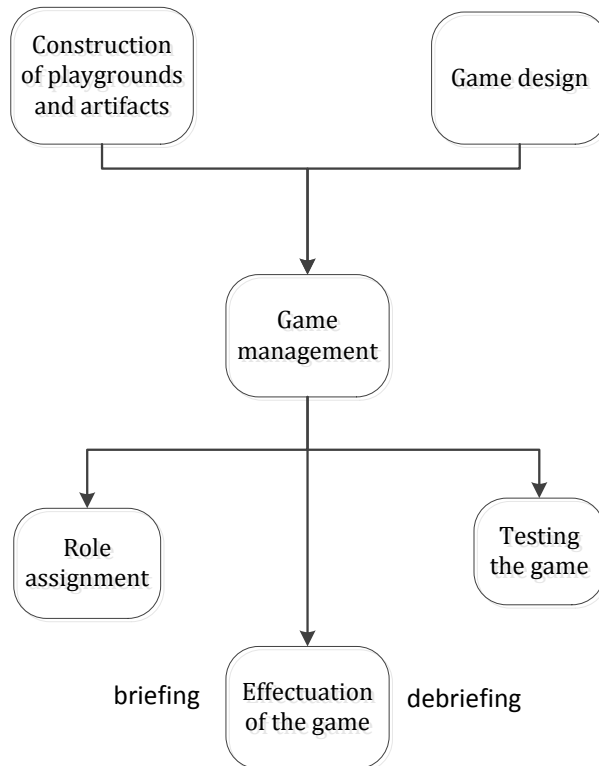 Construction
of playgrounds
and artifacts
Game design
Game
management
Role
assignment
Testing
the game
briefing
Effectuation
of the game
debriefing